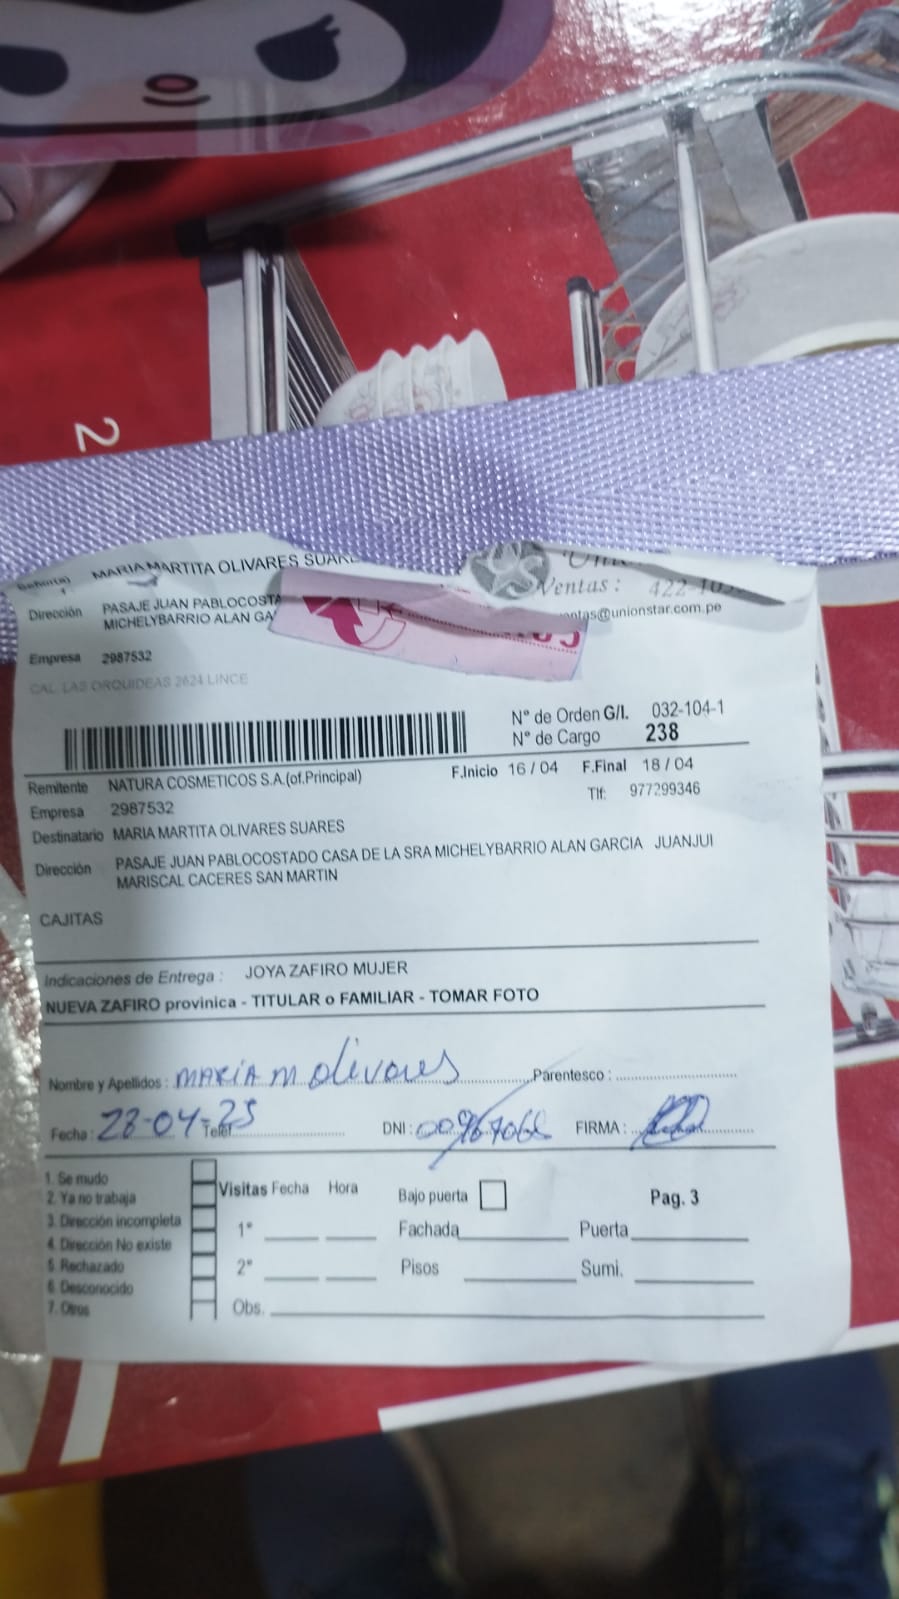 2
Señor(a) MARIA MARTITA OLIVARES SUARE
Ventas: 422-10
Dirección PASAJE JUAN PABLOCOSTA
MICHELYBARRIO ALAN GA
ntas@unionstar.com.pe
Empresa 2987532
CAL. LAS ORQUIDEAS 2624 LINCE
N° de Orden G/I. 032-104-1
N° de Cargo 238
Remitente NATURA COSMETICOS S.A.(of.Principal) F.Inicio 16 / 04 F.Final 18 / 04
Empresa 2987532 Tlf: 977299346
Destinatario MARIA MARTITA OLIVARES SUARES
Dirección PASAJE JUAN PABLOCOSTADO CASA DE LA SRA MICHELYBARRIO ALAN GARCIA JUANJUI
MARISCAL CACERES SAN MARTIN
CAJITAS
Indicaciones de Entrega : JOYA ZAFIRO MUJER
NUEVA ZAFIRO provinica - TITULAR o FAMILIAR - TOMAR FOTO
Nombre y Apellidos : MARÍA M Olivares Parentesco :
Fecha : 28-04-25 Telef. DNI : FIRMA :
1. Se mudo
2. Ya no trabaja
3. Dirección incompleta
4. Dirección No existe
5. Rechazado
6. Desconocido
7. Otros
Visitas Fecha Hora Bajo puerta Pag. 3
1° Fachada Puerta
2° Pisos Sumi.
Obs.